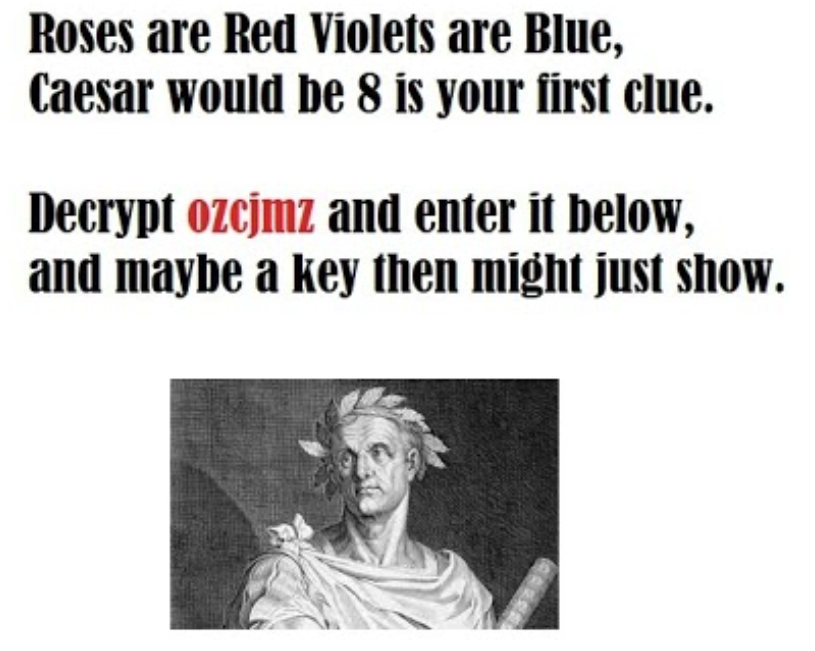 Roses are Red Violets are Blue,
Caesar would be 8 is your first clue.
Decrypt ozcjmz and enter it below,
and maybe a key then might just show.